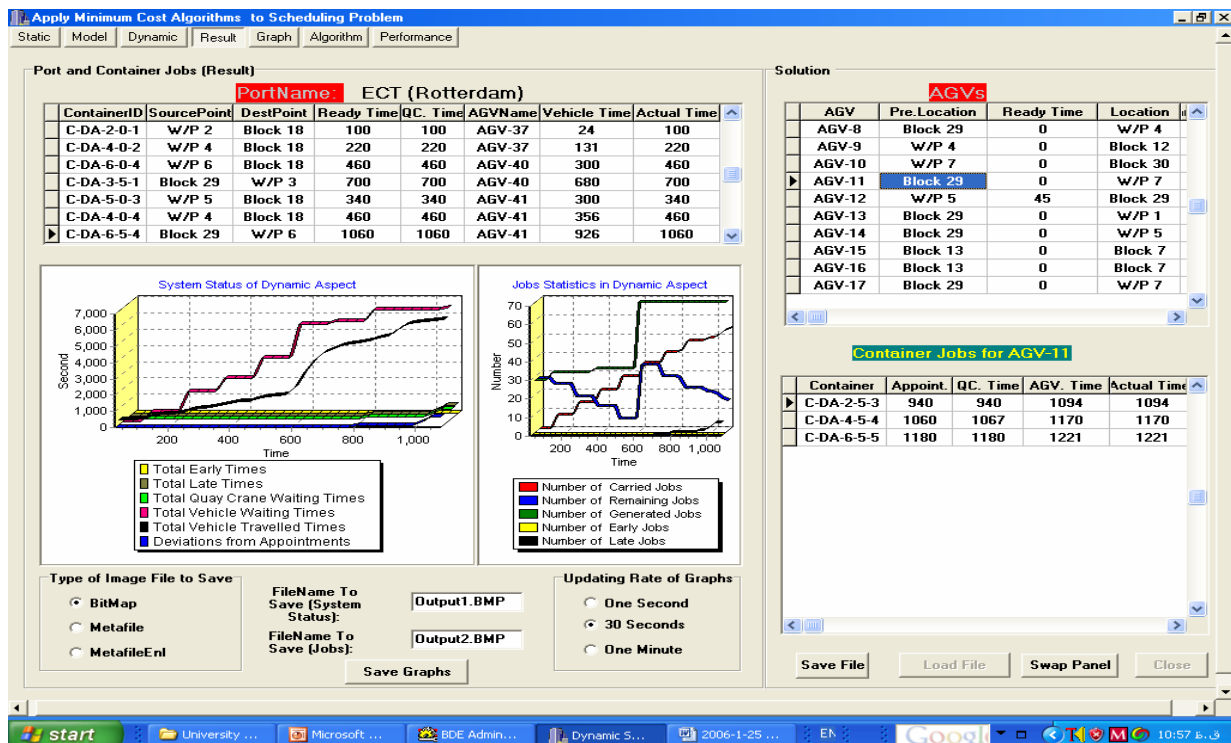 Apply Minimum Cost Algorithms to Scheduling Problem
Static Model Dynamic Result Graph Algorithm Performance
Port and Container Jobs (Result)
PortName: ECT (Rotterdam)
ContainerID SourcePoint DestPoint Ready Time QC. Time AGVName Vehicle Time Actual Time
C-DA-2-0-1 W/P 2 Block 18 100 100 AGV-37 24 100
C-DA-4-0-2 W/P 4 Block 18 220 220 AGV-37 131 220
C-DA-6-0-4 W/P 6 Block 18 460 460 AGV-40 300 460
C-DA-3-5-1 Block 29 W/P 3 700 700 AGV-40 680 700
C-DA-5-0-3 W/P 5 Block 18 340 340 AGV-41 300 340
C-DA-4-0-4 W/P 4 Block 18 460 460 AGV-41 356 460
C-DA-6-5-4 Block 29 W/P 6 1060 1060 AGV-41 926 1060
System Status of Dynamic Aspect
Second
7,000
6,000
5,000
4,000
3,000
2,000
1,000
0
200 400 600 800 1,000
Time
Total Early Times
Total Late Times
Total Quay Crane Waiting Times
Total Vehicle Waiting Times
Total Vehicle Travelled Times
Deviations from Appointments
Jobs Statistics in Dynamic Aspect
Number
70
60
50
40
30
20
10
0
200 400 600 800 1,000
Time
Number of Carried Jobs
Number of Remaining Jobs
Number of Generated Jobs
Number of Early Jobs
Number of Late Jobs
Type of Image File to Save
BitMap
Metafile
MetafileEnl
FileName To
Save (System
Status):
Output1.BMP
FileName To
Save (Jobs):
Output2.BMP
Save Graphs
Updating Rate of Graphs
One Second
30 Seconds
One Minute
Solution
AGVs
AGV Pre.Location Ready Time Location
AGV-8 Block 29 0 W/P 4
AGV-9 W/P 4 0 Block 12
AGV-10 W/P 7 0 Block 30
AGV-11 Block 29 0 W/P 7
AGV-12 W/P 5 45 Block 29
AGV-13 Block 29 0 W/P 1
AGV-14 Block 29 0 W/P 5
AGV-15 Block 13 0 Block 7
AGV-16 Block 13 0 Block 7
AGV-17 Block 29 0 W/P 7
Container Jobs for AGV-11
Container Appoint. QC. Time AGV. Time Actual Time
C-DA-2-5-3 940 940 1094 1094
C-DA-4-5-4 1060 1067 1170 1170
C-DA-6-5-5 1180 1180 1221 1221
Save File Load File Swap Panel Close
start University ... Microsoft ... BDE Admin... Dynamic S... 2006-1-25 ... EN Google 10:57 ق.ظ